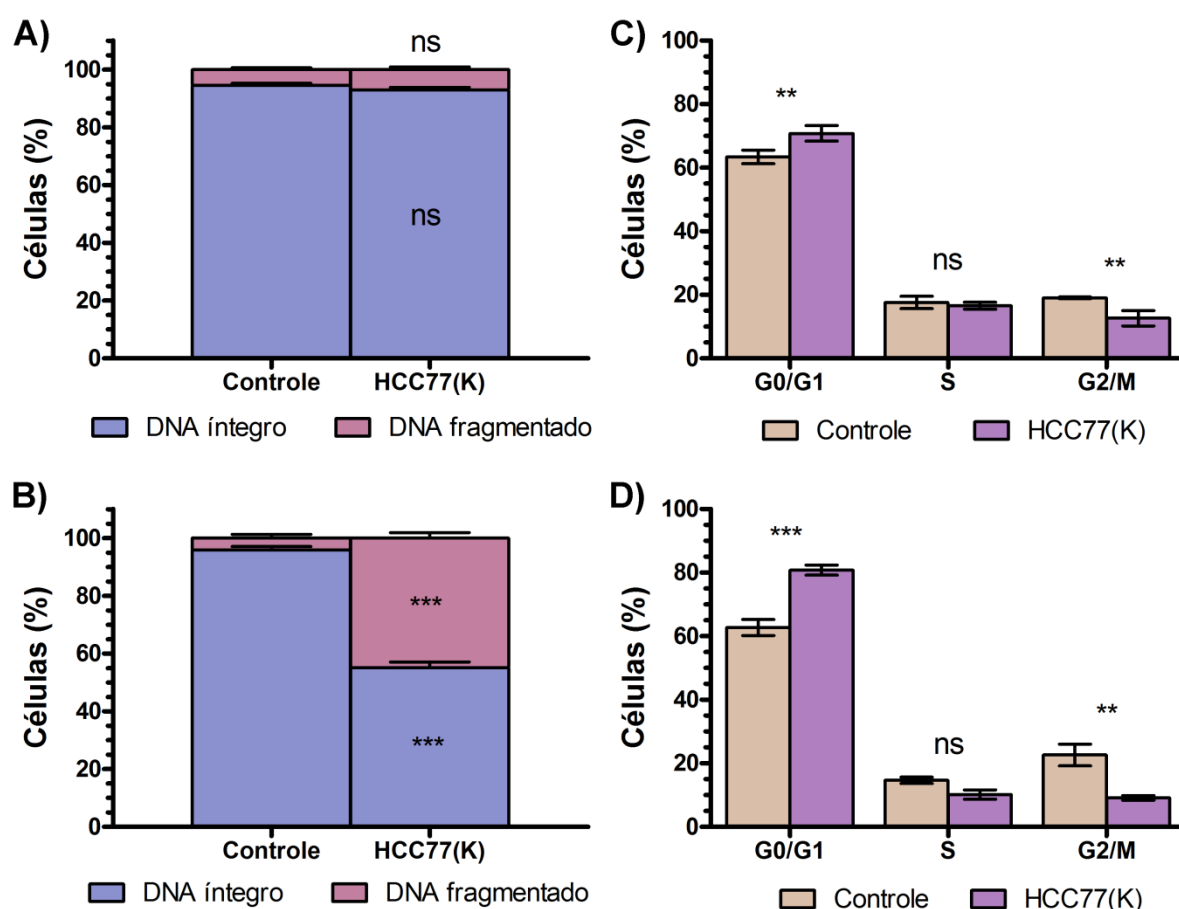 A)
ns
ns
Células (%)
100
80
60
40
20
0
Controle HCC77(K)
DNA íntegro DNA fragmentado
C)
**
ns
**
Células (%)
100
80
60
40
20
0
G0/G1 S G2/M
Controle HCC77(K)
B)
***
***
Células (%)
100
80
60
40
20
0
Controle HCC77(K)
DNA íntegro DNA fragmentado
D)
***
ns
**
Células (%)
100
80
60
40
20
0
G0/G1 S G2/M
Controle HCC77(K)